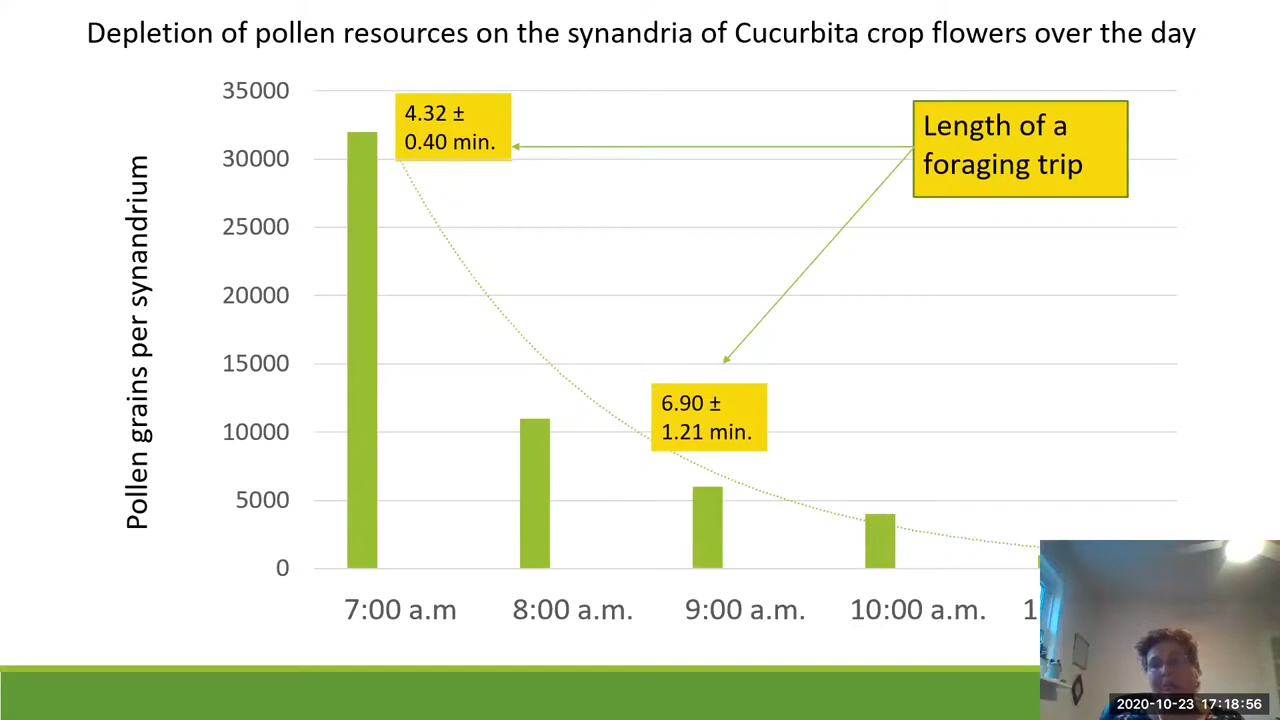 Depletion of pollen resources on the synandria of Cucurbita crop flowers over the day
35000
30000
25000
20000
15000
10000
5000
0
Pollen grains per synandrium
4.32 ±
0.40 min.
Length of a
foraging trip
6.90 ±
1.21 min.
7:00 a.m
8:00 a.m.
9:00 a.m.
10:00 a.m.
2020-10-23 17:18:56